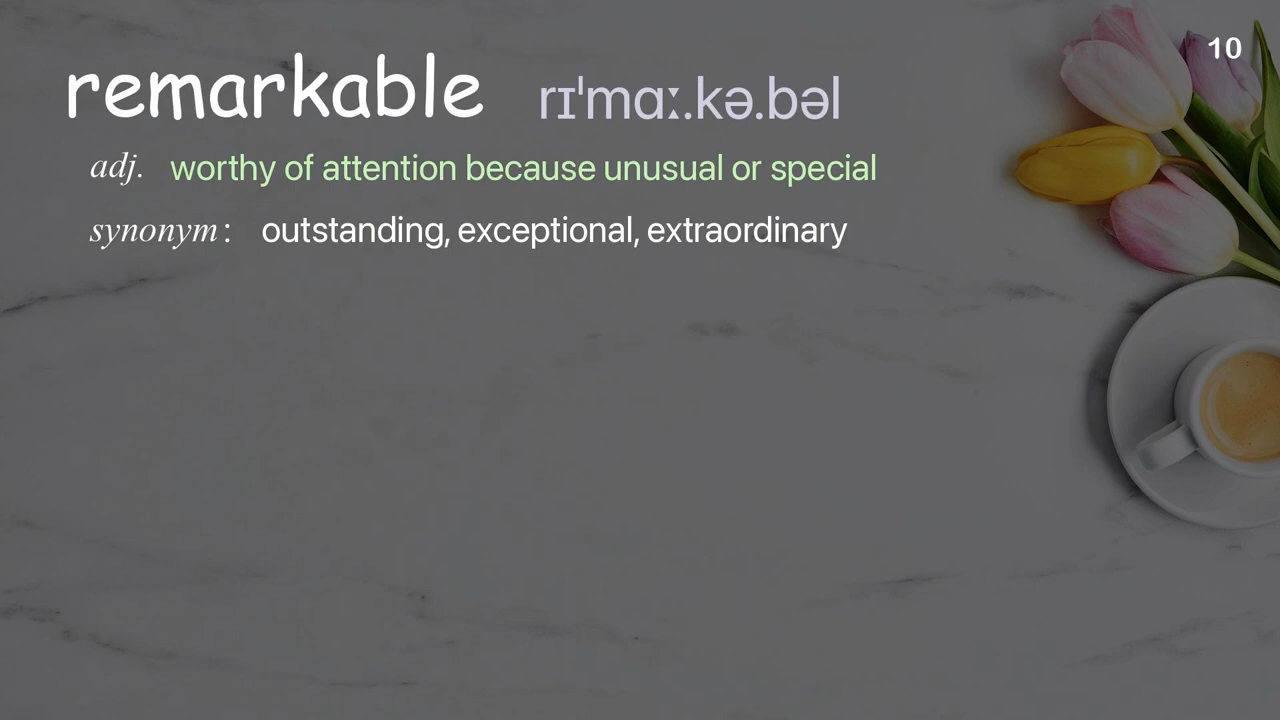 10
remarkable rɪˈmɑː.kə.bəl
adj. worthy of attention because unusual or special
synonym: outstanding, exceptional, extraordinary